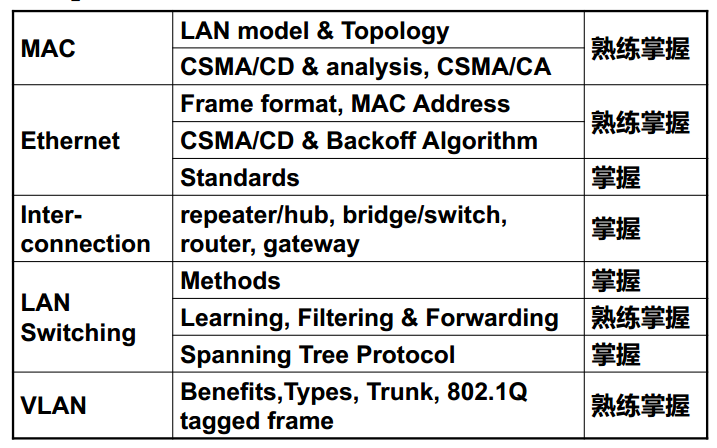 MAC
LAN model & Topology
CSMA/CD & analysis, CSMA/CA
熟练掌握
Ethernet
Frame format, MAC Address
CSMA/CD & Backoff Algorithm
熟练掌握
Standards
掌握
Inter-
connection
repeater/hub, bridge/switch,
router, gateway
掌握
LAN
Switching
Methods
掌握
Learning, Filtering & Forwarding
熟练掌握
Spanning Tree Protocol
掌握
VLAN
Benefits,Types, Trunk, 802.1Q
tagged frame
熟练掌握